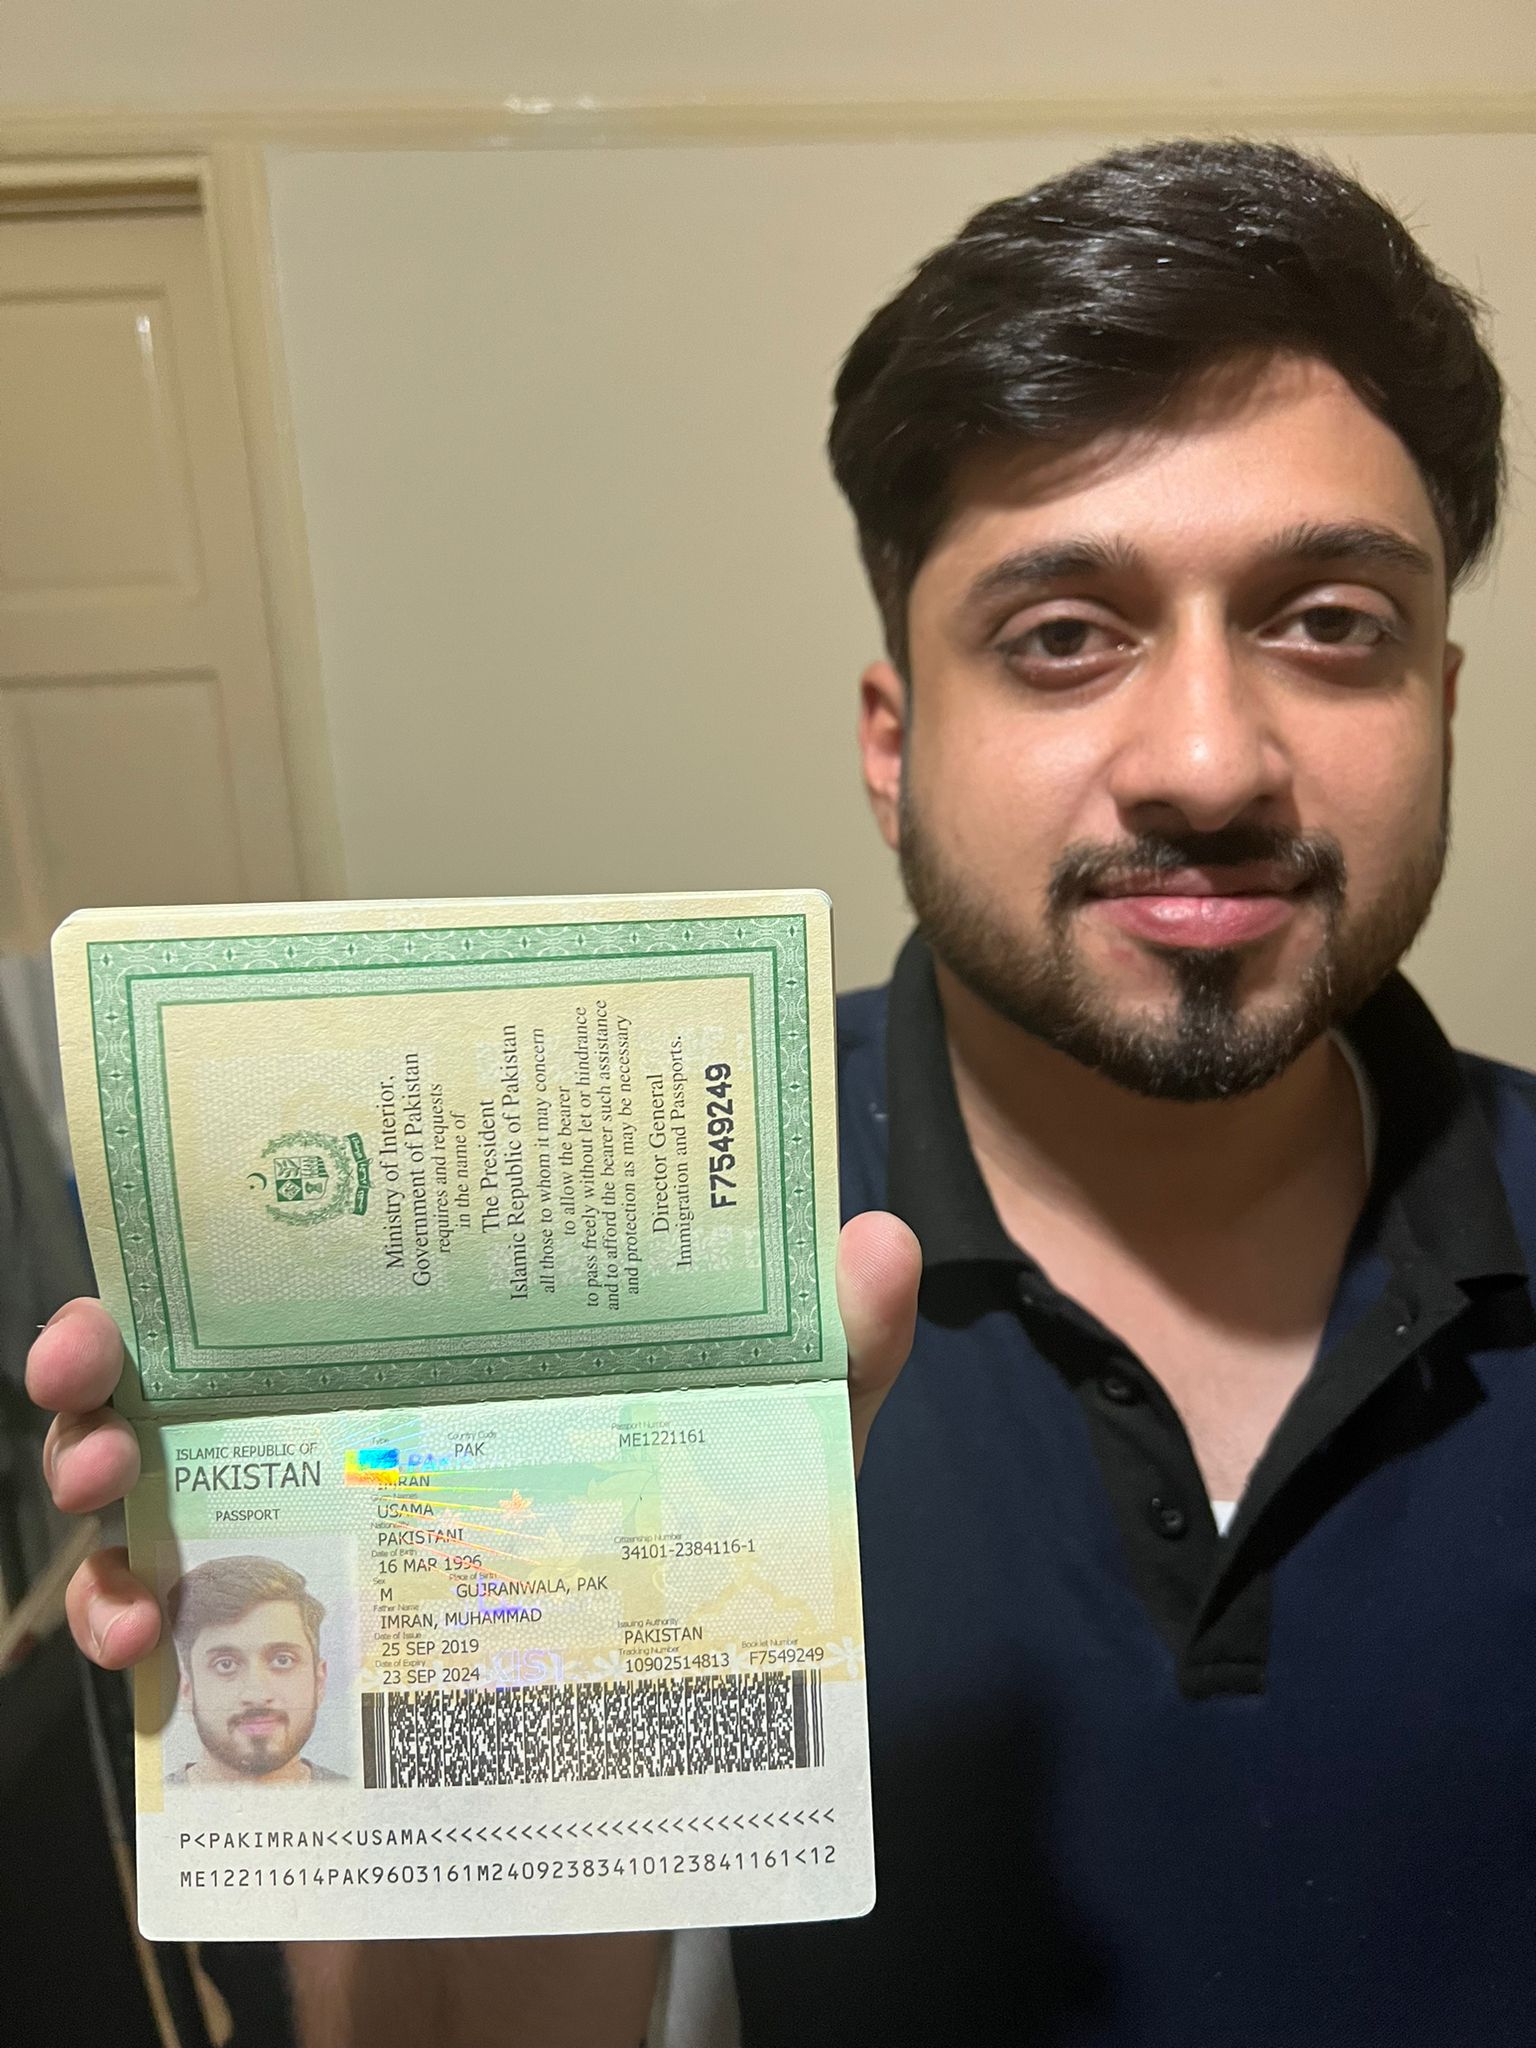 Ministry of Interior,
Government of Pakistan
requires and requests
in the name of
The President
Islamic Republic of Pakistan
all those to whom it may concern
to allow the bearer
to pass freely without let or hindrance
and to afford the bearer such assistance
and protection as may be necessary
Director General
Immigration and Passports.
F7549249
ISLAMIC REPUBLIC OF
PAKISTAN
PASSPORT
Type
Country Code
PAK
Passport Number
ME1221161
IMRAN
Given Names
USAMA
Nationality
PAKISTANI
Citizenship Number
34101-2384116-1
Date of Birth
16 MAR 1996
Sex
M
Place of Birth
GUJRANWALA, PAK
Father Name
IMRAN, MUHAMMAD
Date of Issue
25 SEP 2019
Issuing Authority
PAKISTAN
Date of Expiry
23 SEP 2024
Tracking Number
10902514813
Booklet Number
F7549249
P<PAKIMRAN<<USAMA<<<<<<<<<<<<<<<<<<<<<<<<<<<
ME12211614PAK9603161M24092383410123841161<12